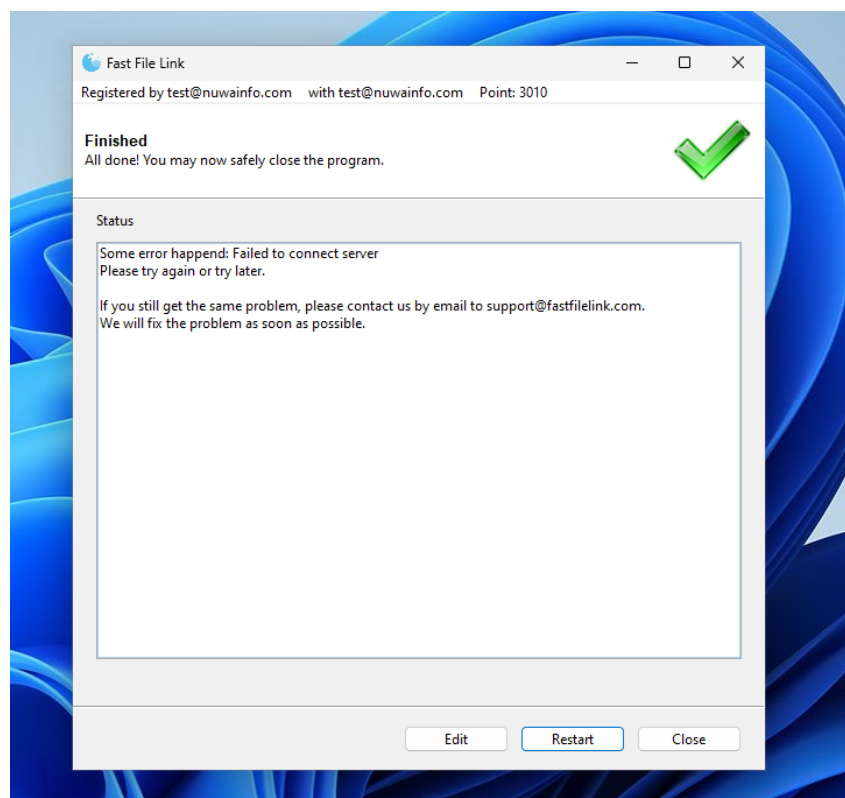 Fast File Link
Registered by test@nuwainfo.com with test@nuwainfo.com Point: 3010
Finished
All done! You may now safely close the program.
Status
Some error happend: Failed to connect server
Please try again or try later.
If you still get the same problem, please contact us by email to support@fastfilelink.com.
We will fix the problem as soon as possible.
Edit Restart Close